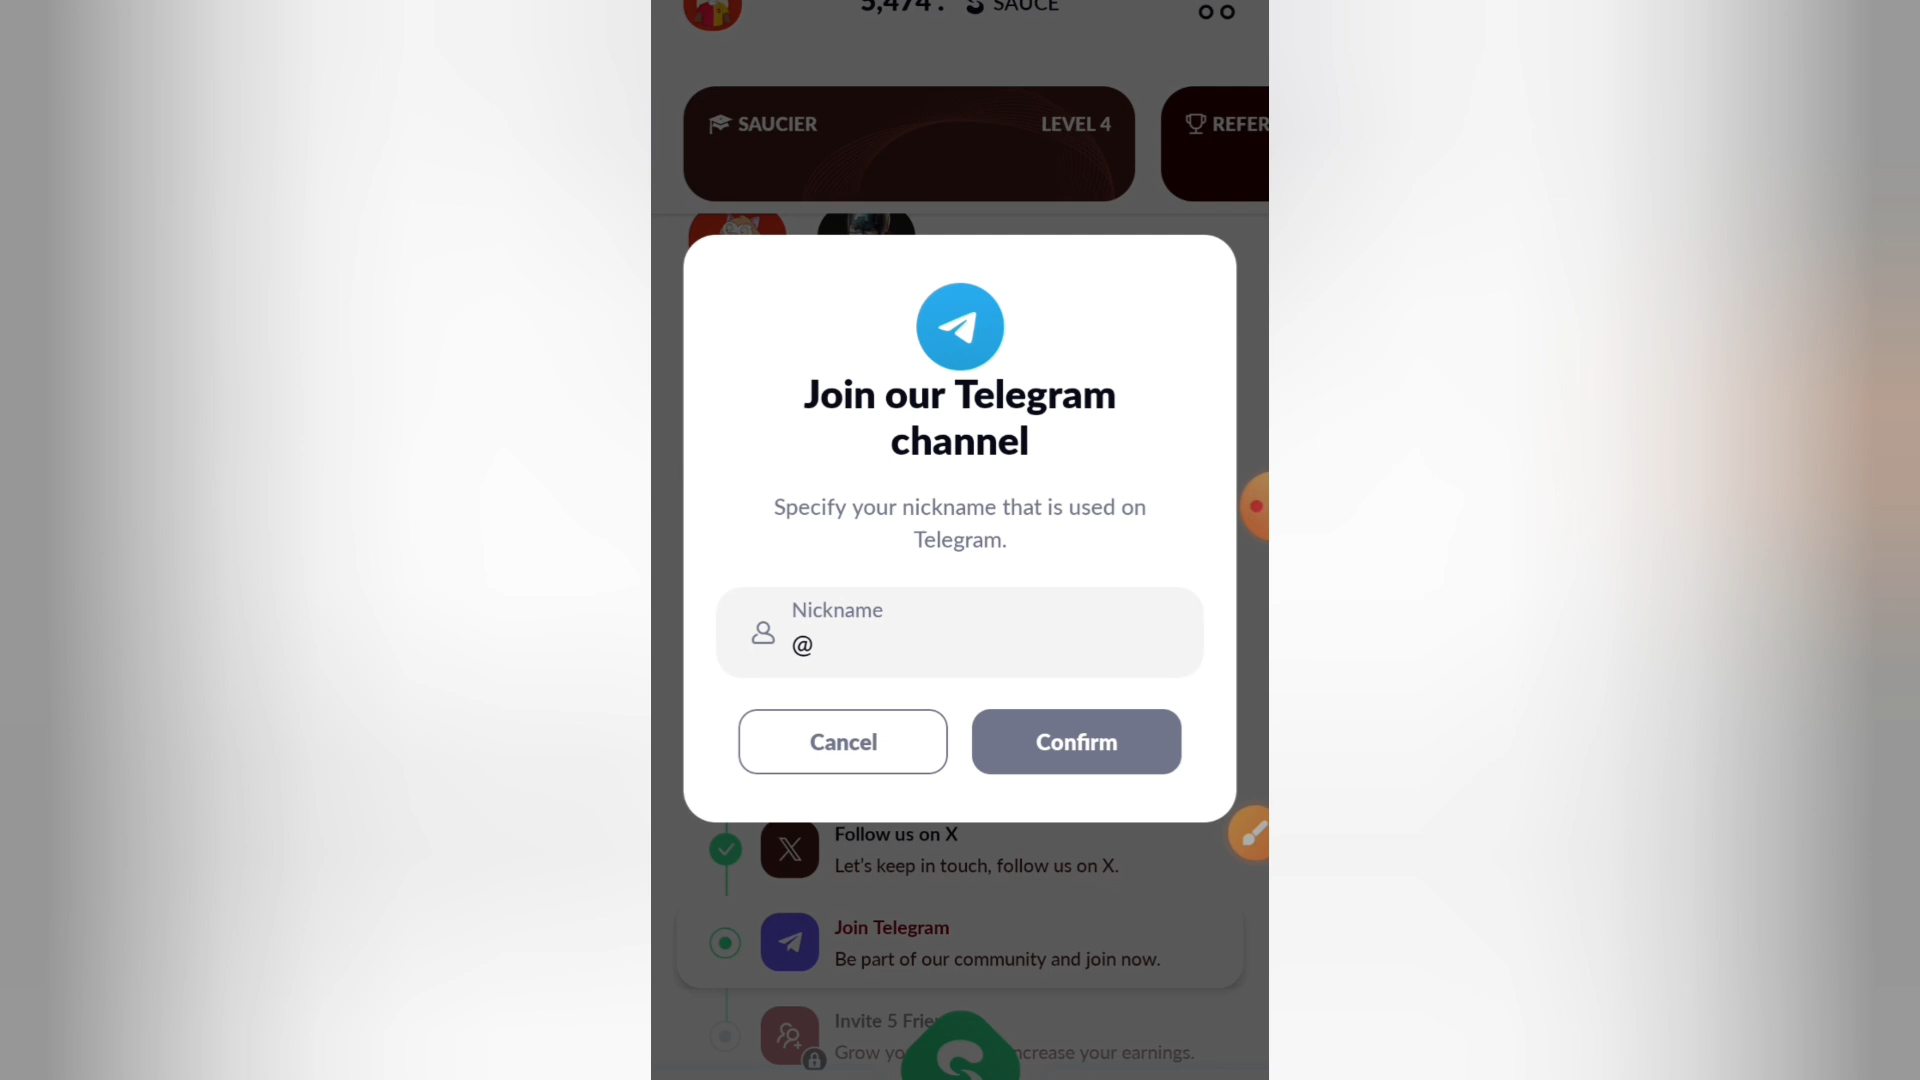 SAUCE
SAUCIER
LEVEL 4
Join our Telegram
channel
Specify your nickname that is used on
Telegram.
Nickname
@
Cancel
Confirm
Follow us on X
Let's keep in touch, follow us on X.
Join Telegram
Be part of our community and join now.
Invite 5
your earnings.